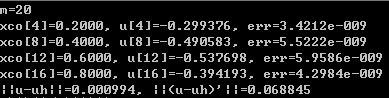 m=20
xco[4]=0.2000, u[4]=-0.299376, err=3.4212e-009
xco[8]=0.4000, u[8]=-0.490583, err=5.5222e-009
xco[12]=0.6000, u[12]=-0.537698, err=5.9586e-009
xco[16]=0.8000, u[16]=-0.394193, err=4.2984e-009
||u-uh||=0.000994, ||(u-uh)'||=0.068845